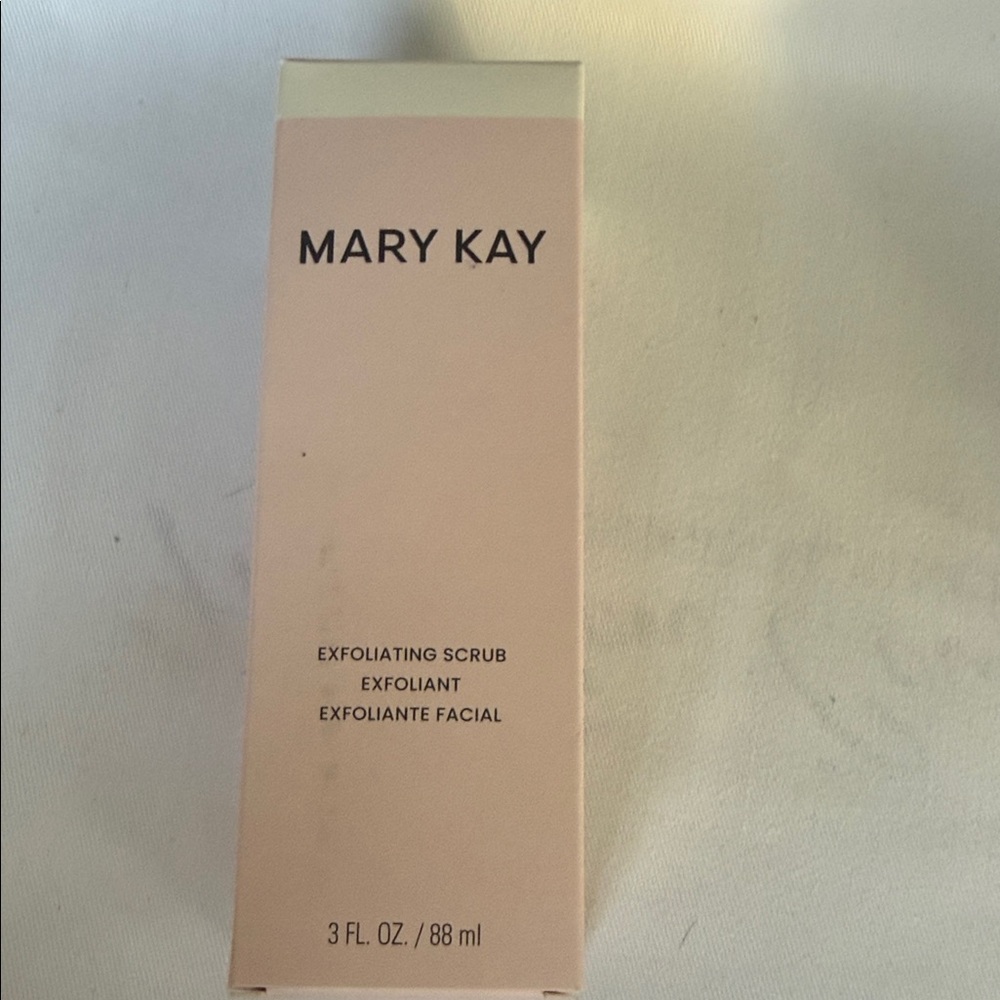 MARY KAY
EXFOLIATING SCRUB
EXFOLIANT
EXFOLIANTE FACIAL
3 FL. OZ. / 88 ml